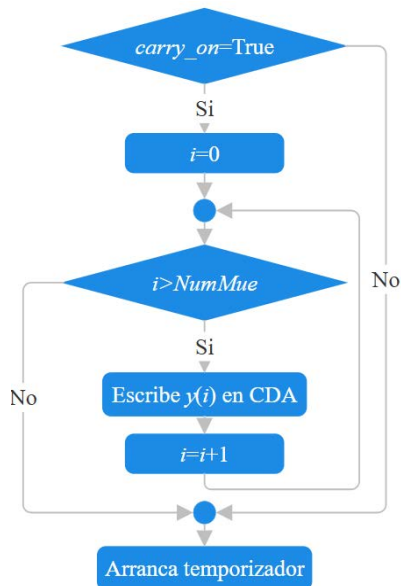 carry_on=True
Si
i=0
i>NumMue
No
Si
No
Escribe y(i) en CDA
i=i+1
Arranca temporizador